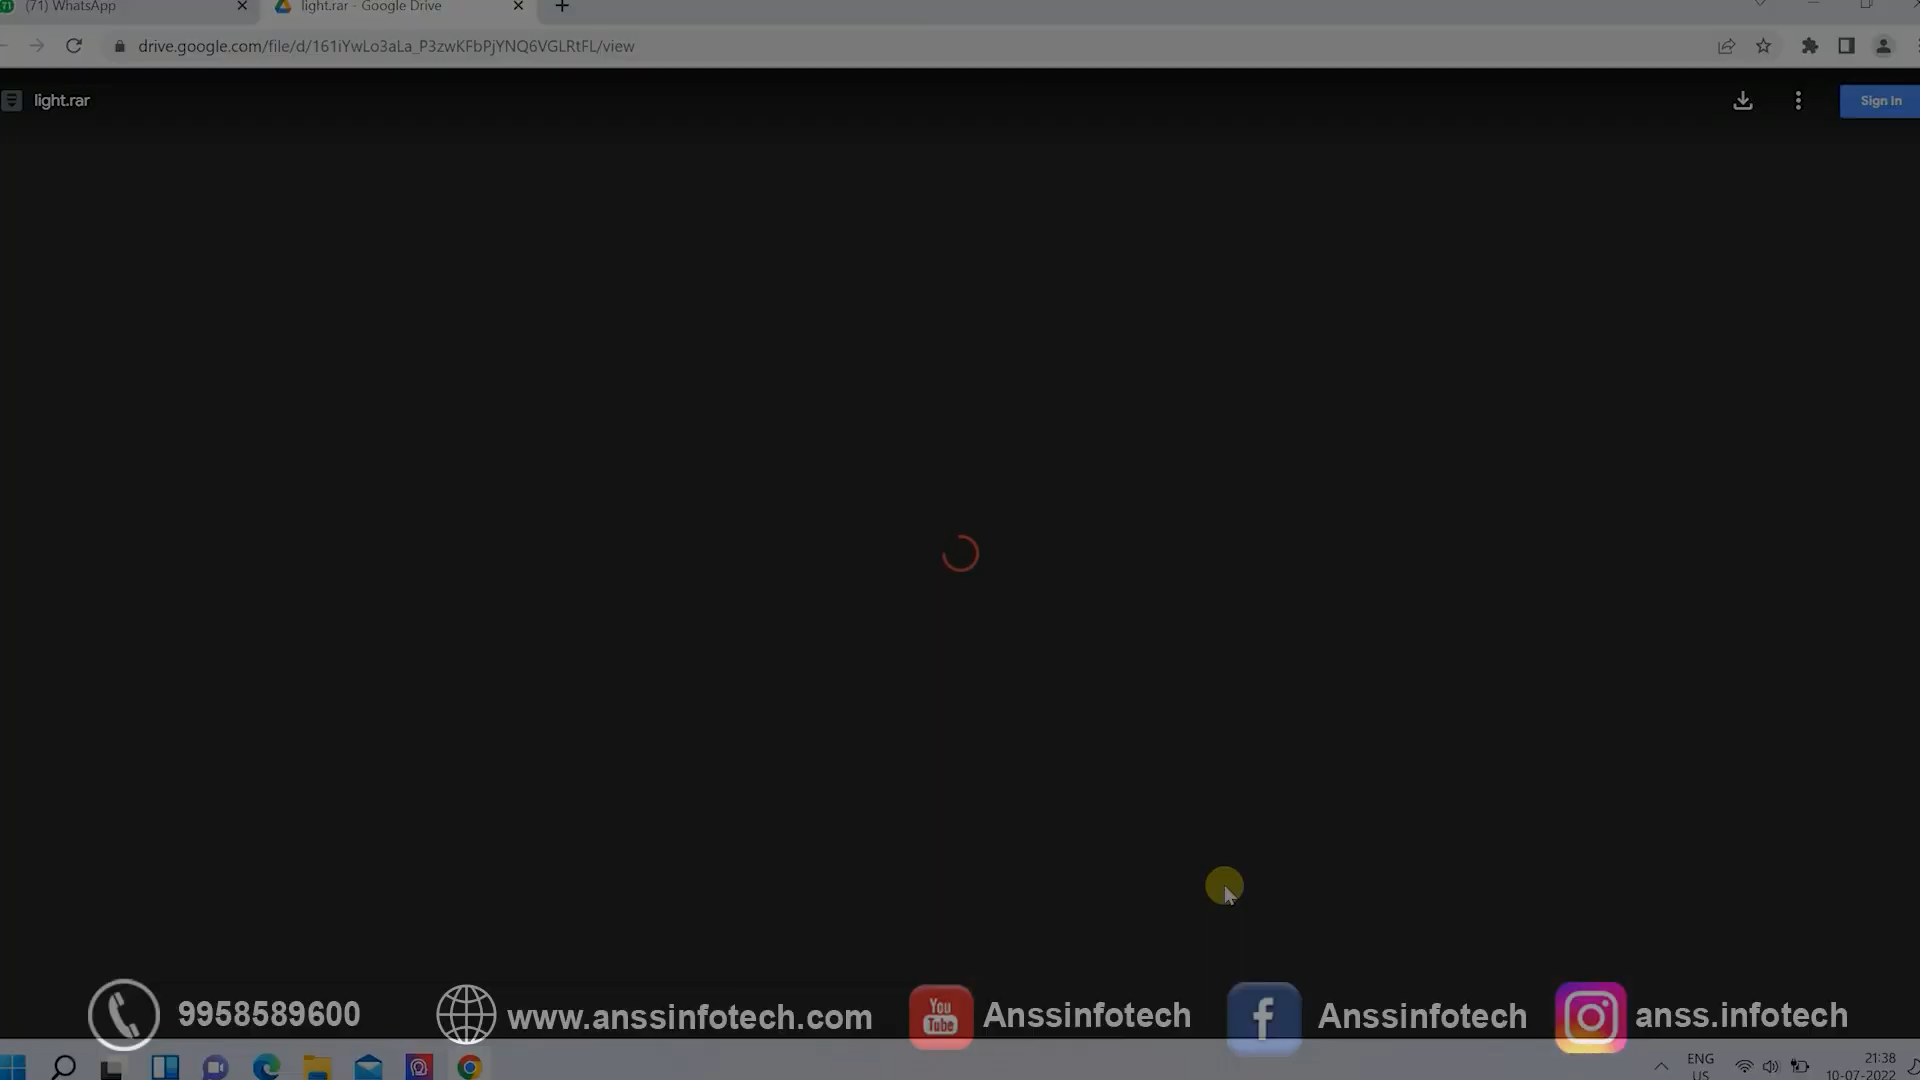 (71) WhatsApp
light.rar - Google Drive
drive.google.com/file/d/161iYwLo3aLa_P3zwKFbPjYNQ6VGLRtFL/view
light.rar
Sign in
9958589600
www.anssinfotech.com
You Tube
Anssinfotech
Anssinfotech
anss.infotech
ENG
US
21:38
10-07-2022